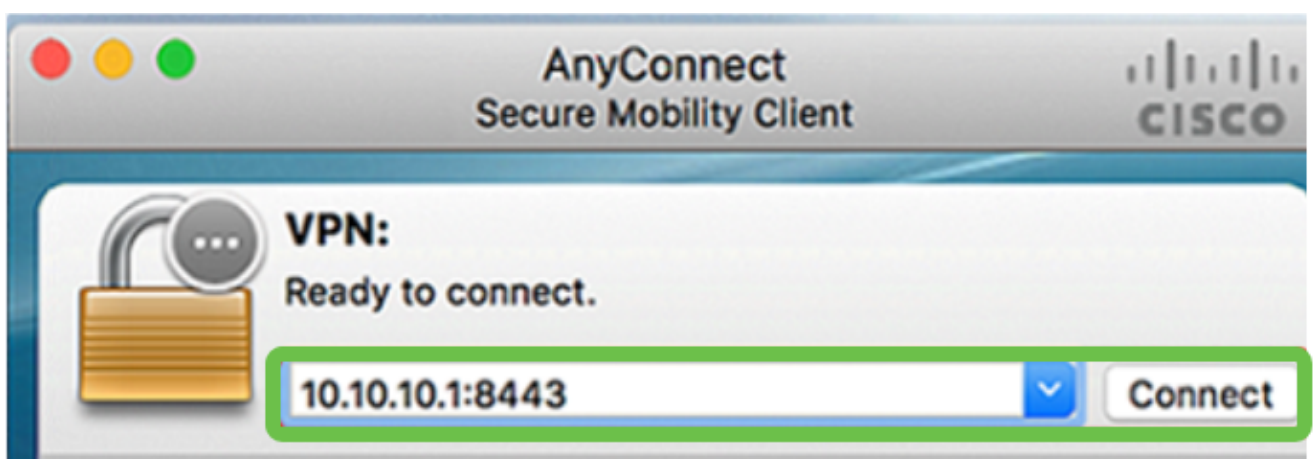 AnyConnect
Secure Mobility Client
CISCO
VPN:
Ready to connect.
10.10.10.1:8443
Connect